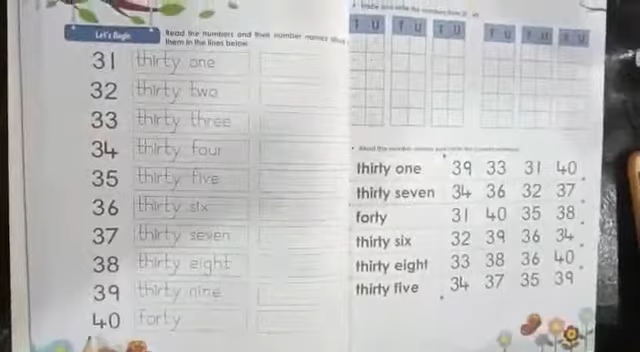 Let's Begin
Read the numbers and their number names
them in the lines below
31 thirty one
32 thirty two
33 thirty three
34 thirty four
35 thirty five
36 thirty six
37 thirty seven
38 thirty eight
39 thirty nine
40 forty
T U T U T U T U T U T U
Read the number names and
thirty one 39 33 31 40
thirty seven 34 36 32 37
forty 31 40 35 38
thirty six 32 39 36 34
thirty eight 33 38 36 40
thirty five 34 37 35 39